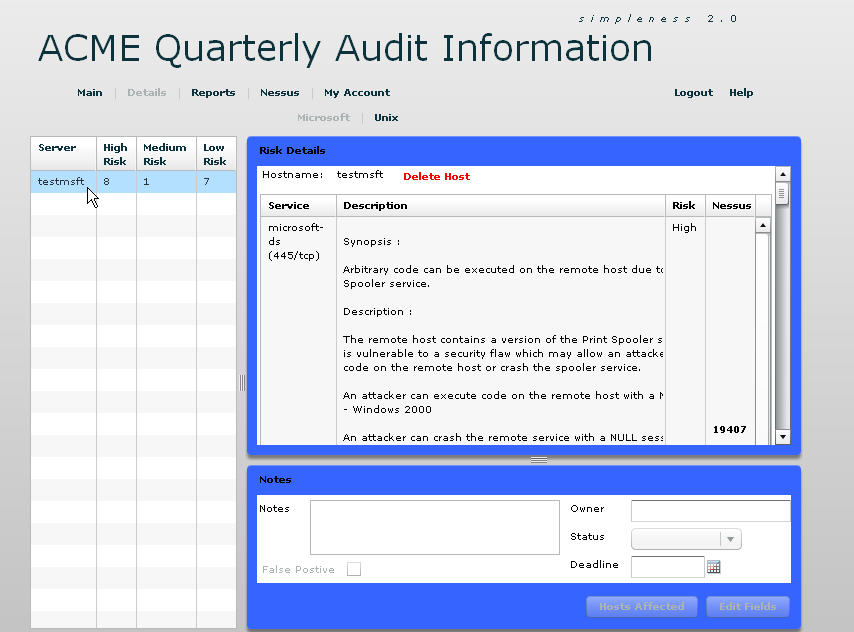 simpleness 2.0
ACME Quarterly Audit Information
Main Details Reports Nessus My Account Logout Help
Microsoft Unix
Server High Risk Medium Risk Low Risk
testmsft 8 1 7
Risk Details
Hostname: testmsft Delete Host
Service Description Risk Nessus
microsoft-ds (445/tcp) High
Synopsis :
Arbitrary code can be executed on the remote host due to
Spooler service.
Description :
The remote host contains a version of the Print Spooler s
is vulnerable to a security flaw which may allow an attacke
code on the remote host or crash the spooler service.
An attacker can execute code on the remote host with a N
- Windows 2000
19407
An attacker can crash the remote service with a NULL sess
Notes
Notes Owner
Status
Deadline
False Postive
Hosts Affected Edit Fields